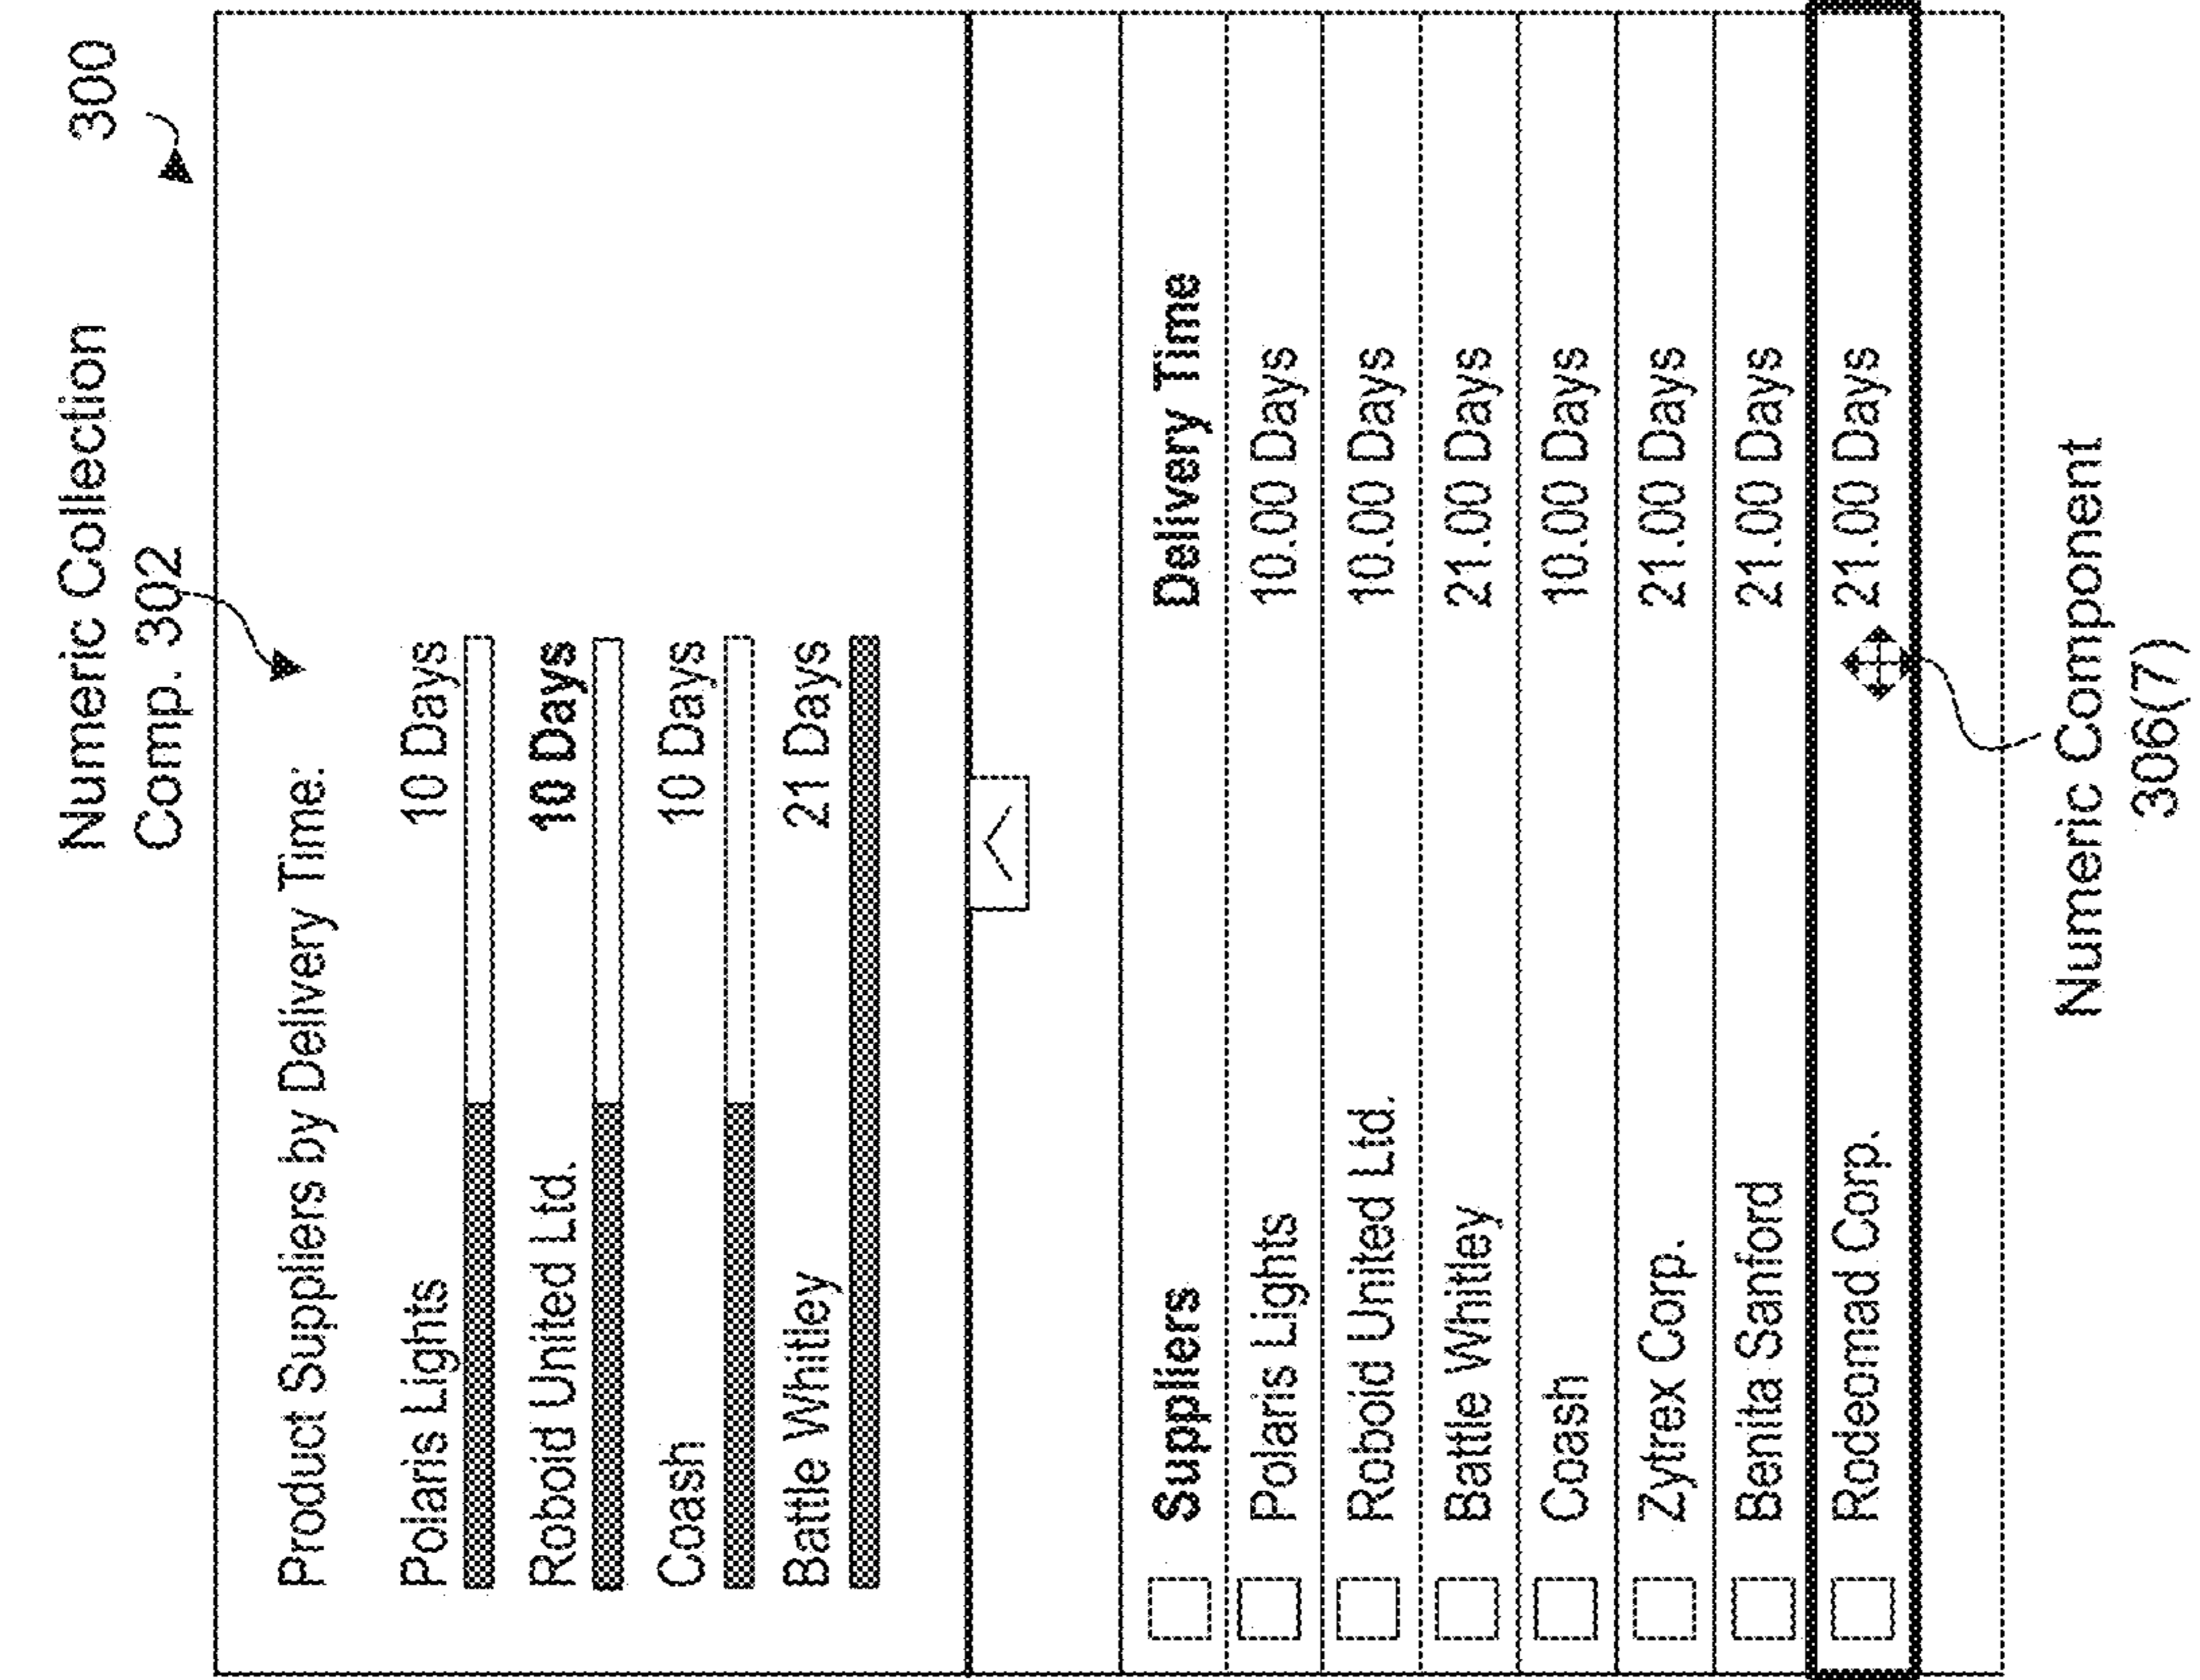 300
Numeric Collection
Comp. 302
Product Suppliers by Delivery Time:
Polaris Lights 10 Days
Roboid United Ltd. 10 Days
Coash 10 Days
Battle Whitley 21 Days
Suppliers Delivery Time
Polaris Lights 10.00 Days
Roboid United Ltd. 10.00 Days
Battle Whitley 21.00 Days
Coash 10.00 Days
Zytrex Corp. 21.00 Days
Benita Sanford 21.00 Days
Rodeomad Corp. 21.00 Days
Numeric Component
306(7)